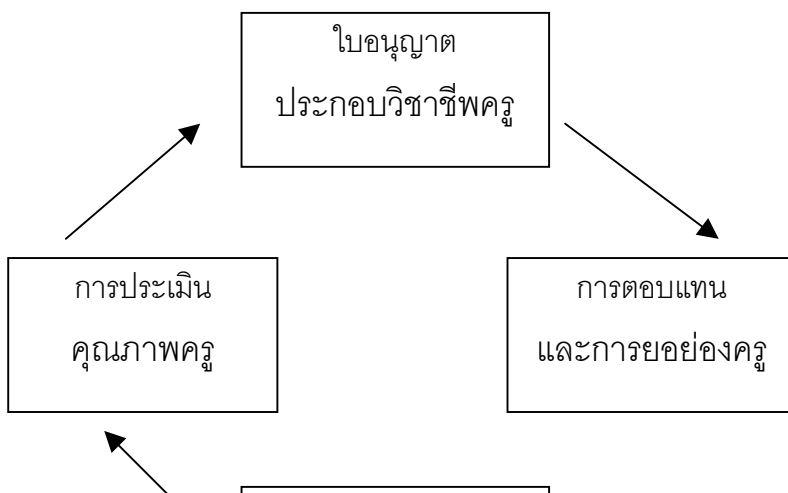 ใบอนุญาต
ประกอบวิชาชีพครู
การประเมิน
คุณภาพครู
การตอบแทน
และการยอย่องครู